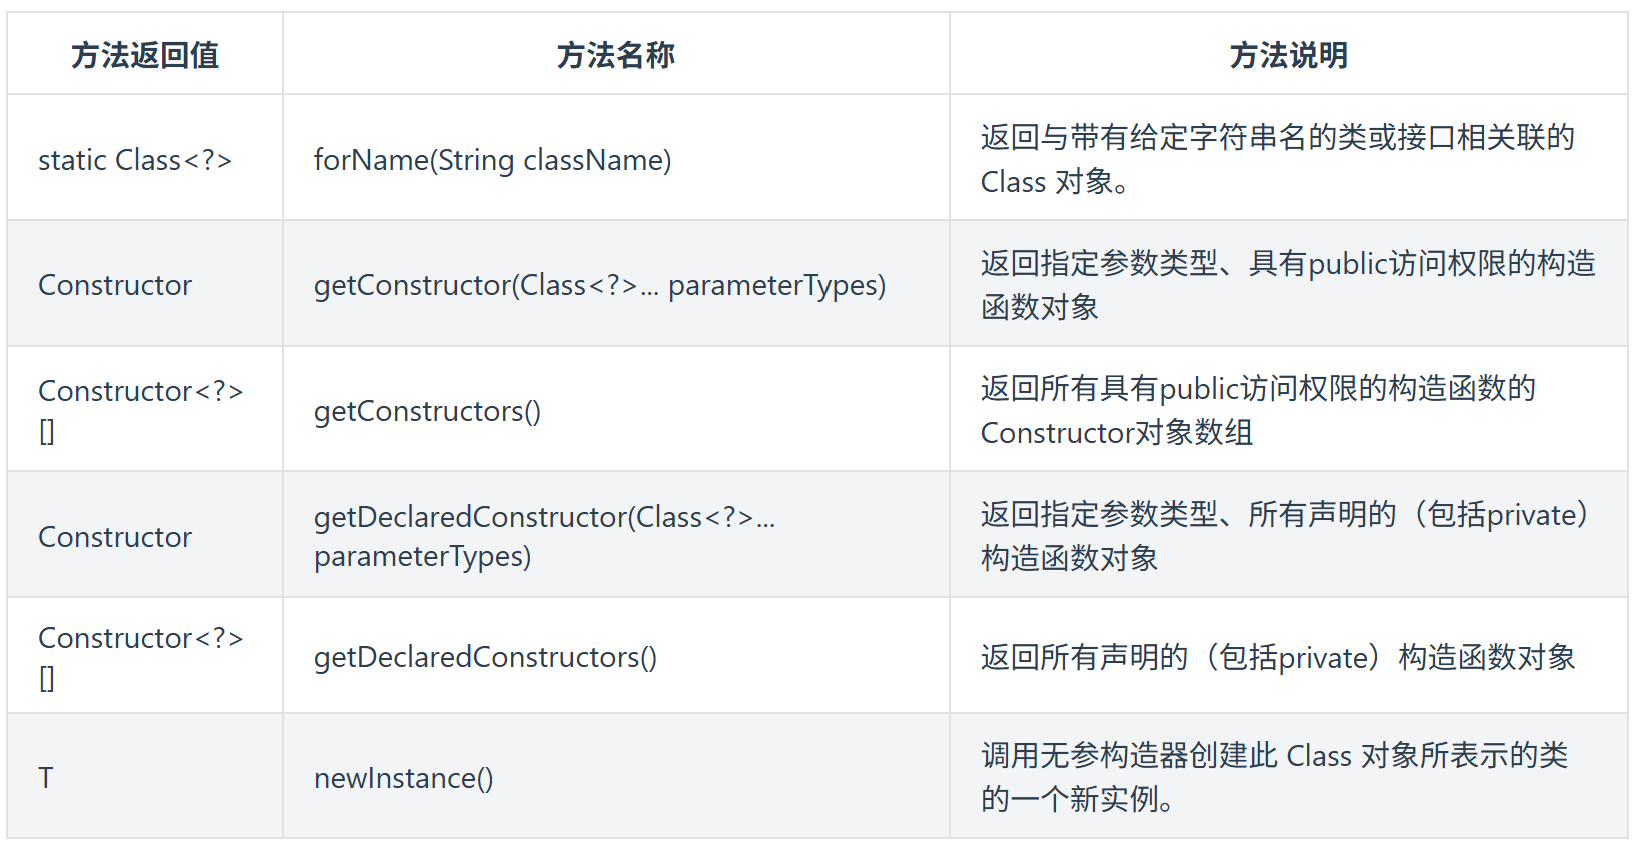 方法返回值
方法名称
方法说明
static Class<?>
forName(String className)
返回与带有给定字符串名的类或接口相关联的
Class 对象。
Constructor
getConstructor(Class<?>... parameterTypes)
返回指定参数类型、具有public访问权限的构造
函数对象
Constructor<?>
[]
getConstructors()
返回所有具有public访问权限的构造函数的
Constructor对象数组
Constructor
getDeclaredConstructor(Class<?>...
parameterTypes)
返回指定参数类型、所有声明的（包括private）
构造函数对象
Constructor<?>
[]
getDeclaredConstructors()
返回所有声明的（包括private）构造函数对象
T
newInstance()
调用无参构造器创建此 Class 对象所表示的类
的一个新实例。